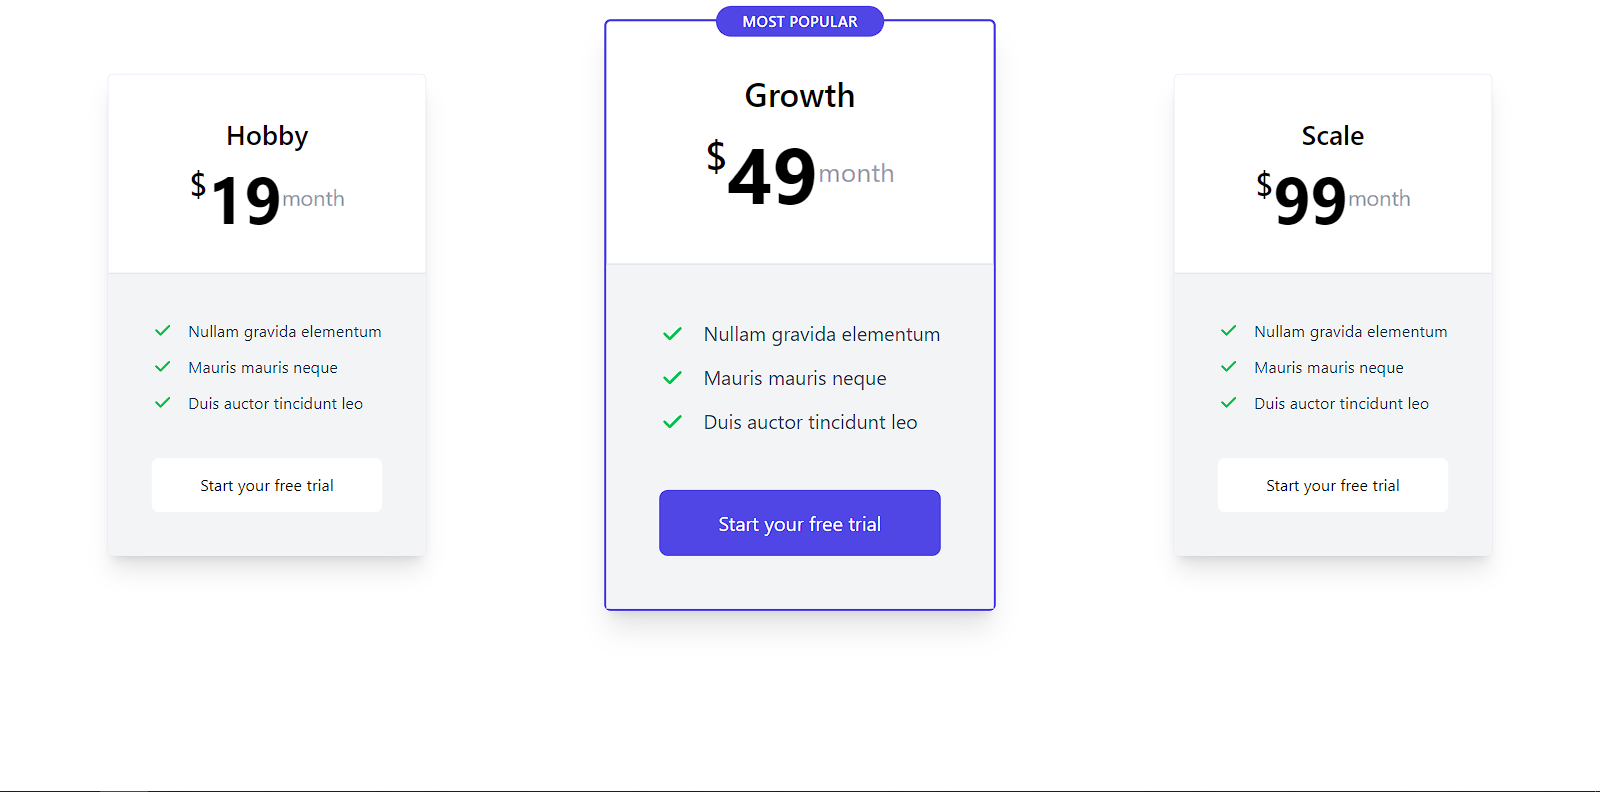 Hobby
$19month
Nullam gravida elementum
Mauris mauris neque
Duis auctor tincidunt leo
Start your free trial
MOST POPULAR
Growth
$49month
Nullam gravida elementum
Mauris mauris neque
Duis auctor tincidunt leo
Start your free trial
Scale
$99month
Nullam gravida elementum
Mauris mauris neque
Duis auctor tincidunt leo
Start your free trial